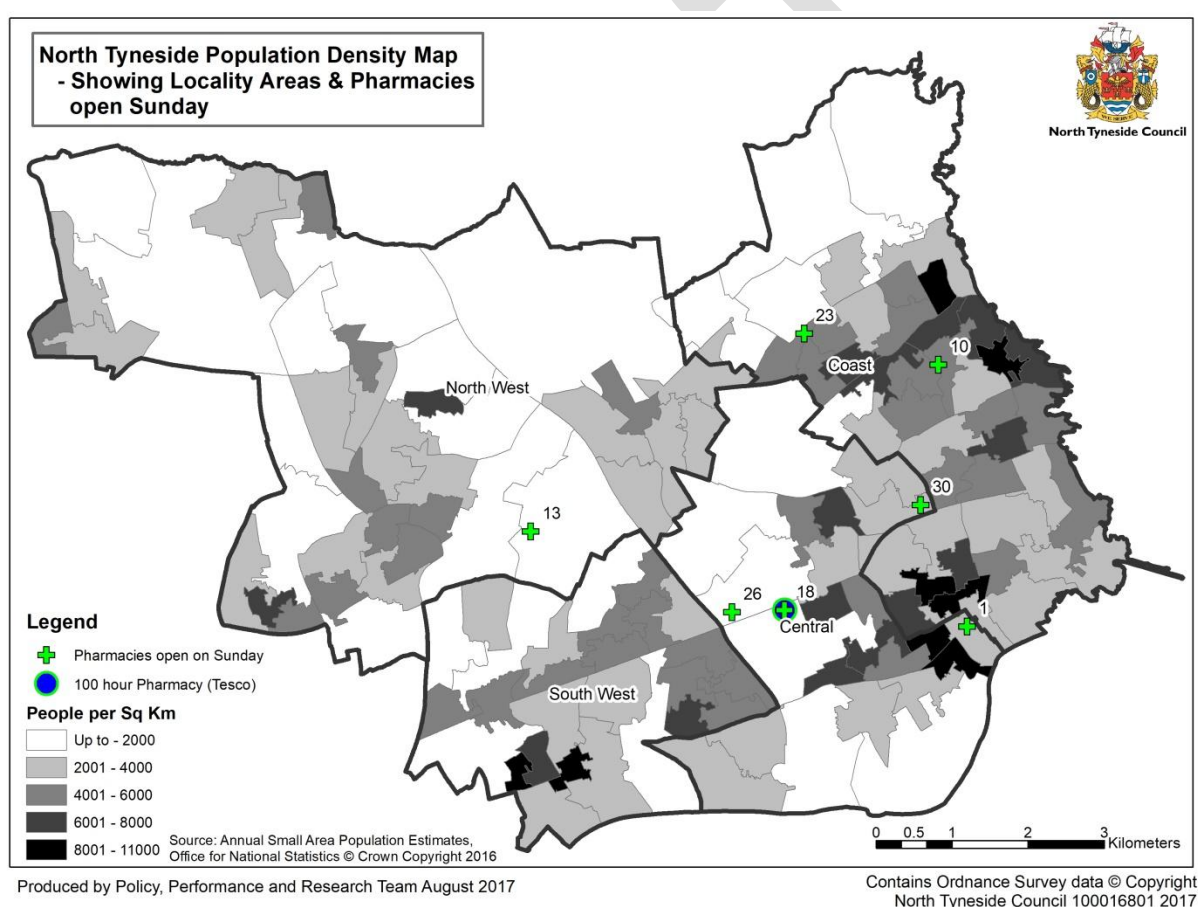 North Tyneside Population Density Map
- Showing Locality Areas & Pharmacies
open Sunday
North Tyneside Council
23
10
Coast
North West
30
13
26
18
Central
1
South West
Legend
Pharmacies open on Sunday
100 hour Pharmacy (Tesco)
People per Sq Km
Up to - 2000
2001 - 4000
4001 - 6000
6001 - 8000
8001 - 11000
Source: Annual Small Area Population Estimates,
Office for National Statistics © Crown Copyright 2016
0 0.5 1 2 3
Kilometers
Produced by Policy, Performance and Research Team August 2017
Contains Ordnance Survey data © Copyright
North Tyneside Council 100016801 2017